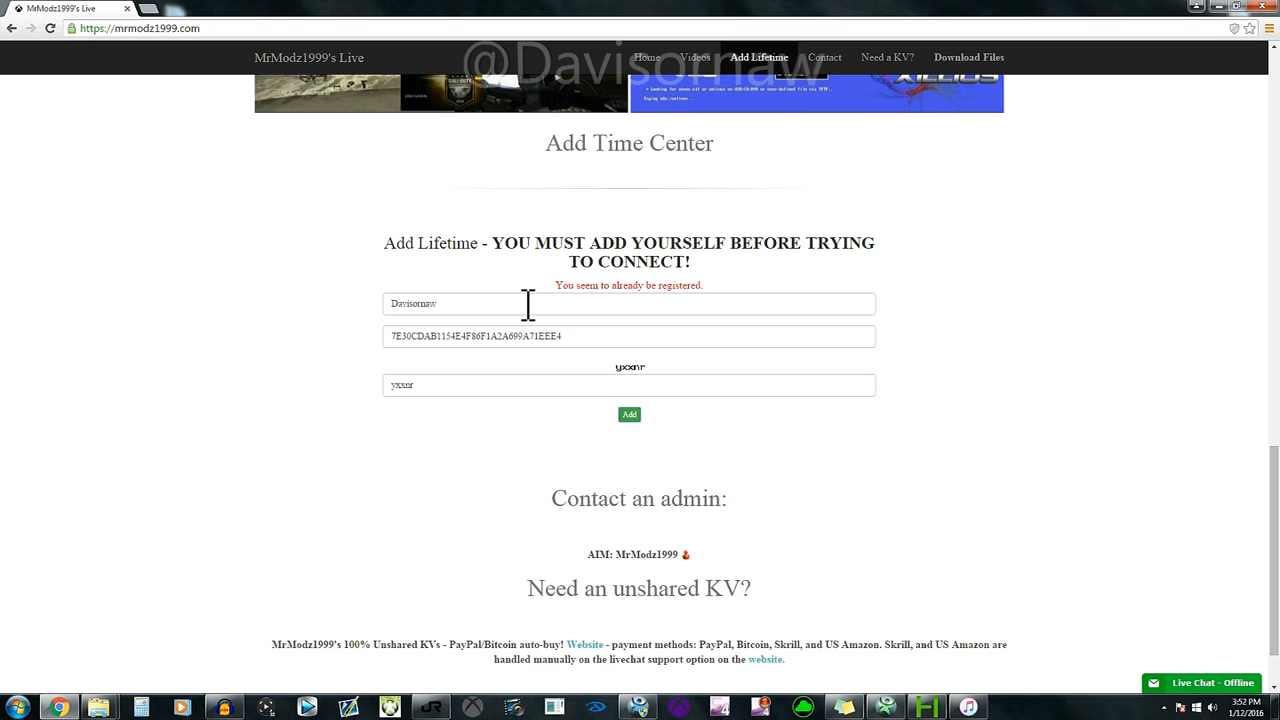 MrModz1999's Live
https://mrmodz1999.com
MrModz1999's Live
@Davisornaw
Home Videos Add Lifetime Contact Need a KV? Download Files
XILIUS
Add Time Center
Add Lifetime - YOU MUST ADD YOURSELF BEFORE TRYING
TO CONNECT!
You seem to already be registered.
Davisornaw
7E30CDAB1154E4F86F1A2A699A71EEE4
yxxnr
yxxnr
Add
Contact an admin:
AIM: MrModz1999
Need an unshared KV?
MrModz1999's 100% Unshared KVs - PayPal/Bitcoin auto-buy! Website - payment methods: PayPal, Bitcoin, Skrill, and US Amazon. Skrill, and US Amazon are
handled manually on the livechat support option on the website.
Live Chat - Offline
3:52 PM
1/12/2016